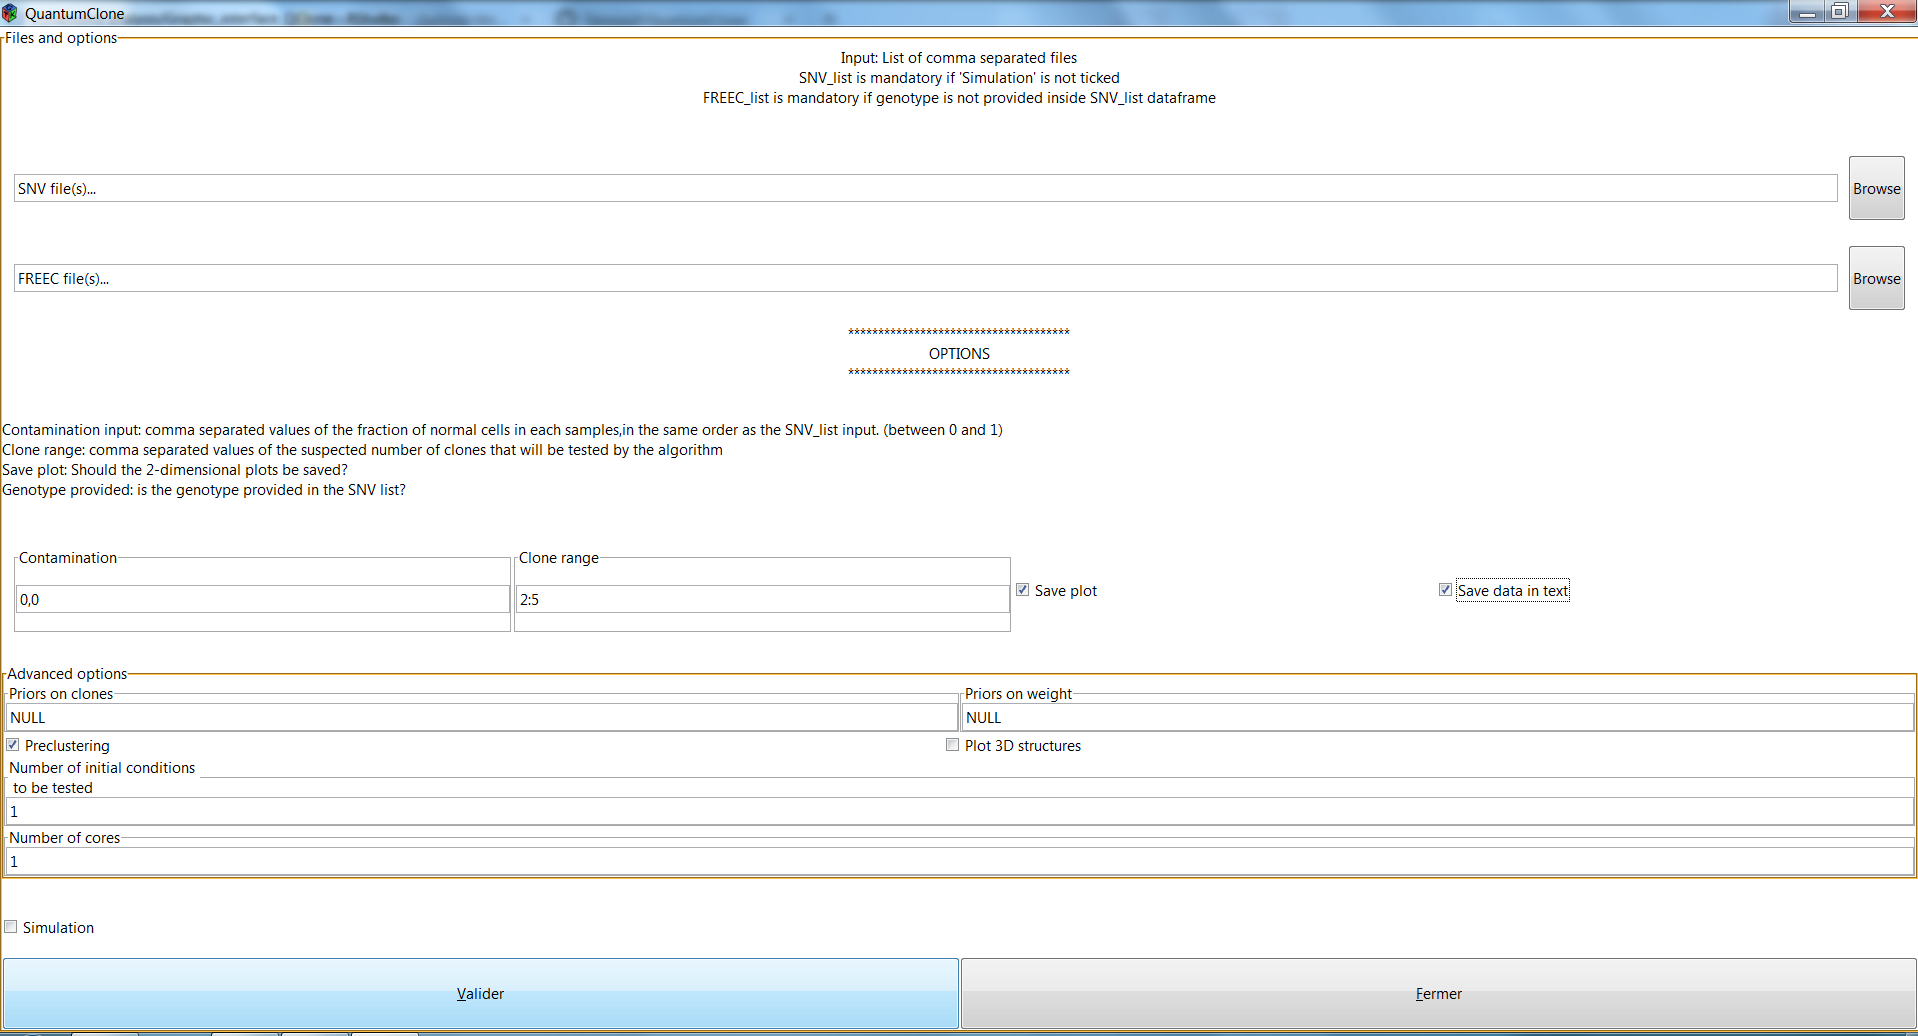 QuantumClone
Files and options
Input: List of comma separated files
SNV_list is mandatory if 'Simulation' is not ticked
FREEC_list is mandatory if genotype is not provided inside SNV_list dataframe
SNV file(s)...
Browse
FREEC file(s)...
Browse
*************************************
OPTIONS
*************************************
Contamination input: comma separated values of the fraction of normal cells in each samples,in the same order as the SNV_list input. (between 0 and 1)
Clone range: comma separated values of the suspected number of clones that will be tested by the algorithm
Save plot: Should the 2-dimensional plots be saved?
Genotype provided: is the genotype provided in the SNV list?
Contamination
0,0
Clone range
2:5
Save plot
Save data in text
Advanced options
Priors on clones
NULL
Priors on weight
NULL
Preclustering
Plot 3D structures
Number of initial conditions
to be tested
1
Number of cores
1
Simulation
Valider
Fermer